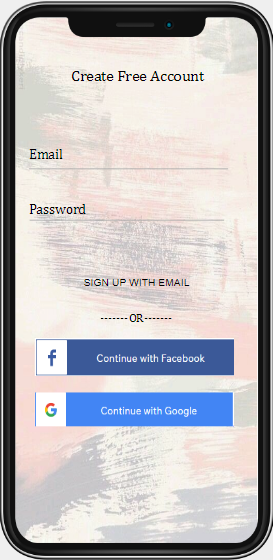 Create Free Account
Email
Password
SIGN UP WITH EMAIL
-------OR-------
Continue with Facebook
Continue with Google